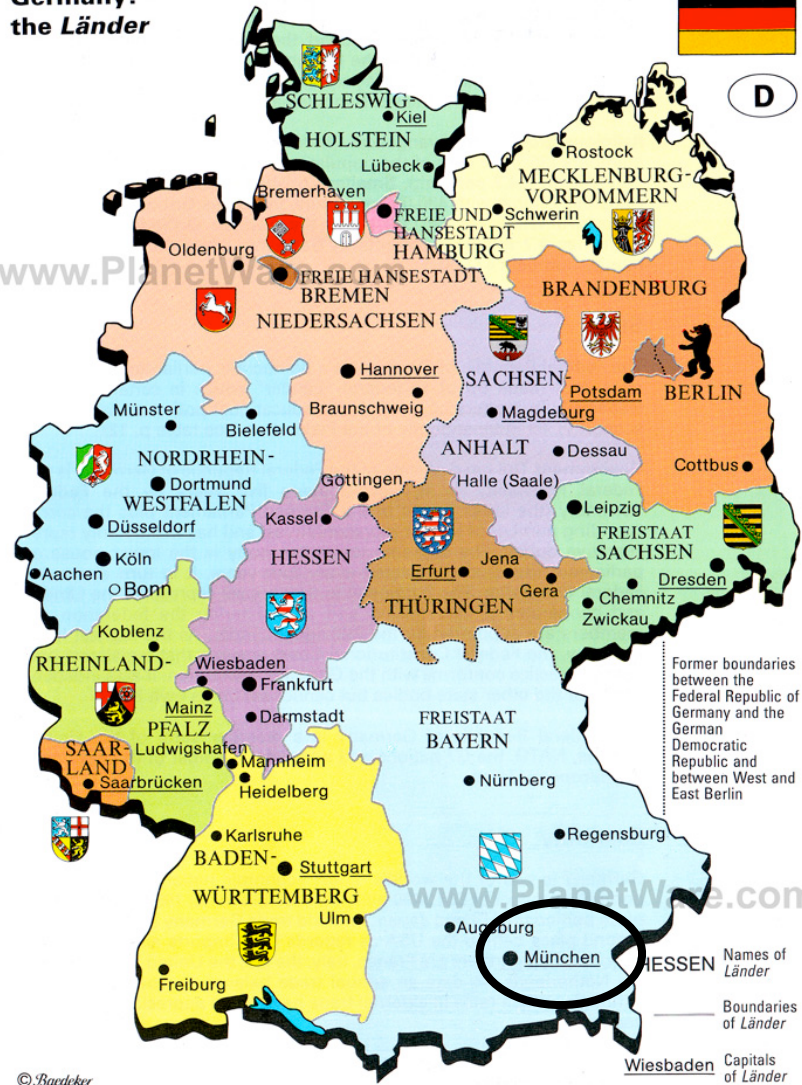 Germany:
the Länder
D
SCHLESWIG-
Kiel
HOLSTEIN
Lübeck
Rostock
MECKLENBURG-
VORPOMMERN
Schwerin
Bremerhaven
FREIE UND
HANSESTADT
HAMBURG
Oldenburg
www.PlanetWare.com
FREIE HANSESTADT
BREMEN
NIEDERSACHSEN
BRANDENBURG
Hannover
Braunschweig
SACHSEN-
Magdeburg
ANHALT
Dessau
Halle (Saale)
Potsdam
BERLIN
Cottbus
Münster
Bielefeld
NORDRHEIN-
Dortmund
WESTFALEN
Düsseldorf
Köln
Aachen
Bonn
Göttingen
Kassel
HESSEN
Leipzig
FREISTAAT
SACHSEN
Dresden
Chemnitz
Zwickau
Erfurt
Jena
Gera
THÜRINGEN
Koblenz
RHEINLAND-
Wiesbaden
Frankfurt
Mainz
PFALZ
Darmstadt
SAAR-
LAND
Ludwigshafen
Mannheim
Saarbrücken
Heidelberg
FREISTAAT
BAYERN
Nürnberg
Regensburg
Former boundaries
between the
Federal Republic of
Germany and the
German
Democratic
Republic and
between West and
East Berlin
Karlsruhe
BADEN-
Stuttgart
WÜRTTEMBERG
Ulm
Freiburg
www.PlanetWare.com
Augsburg
München
HESSEN Names of
Länder
Boundaries
of Länder
Wiesbaden Capitals
of Länder
© Baedeker